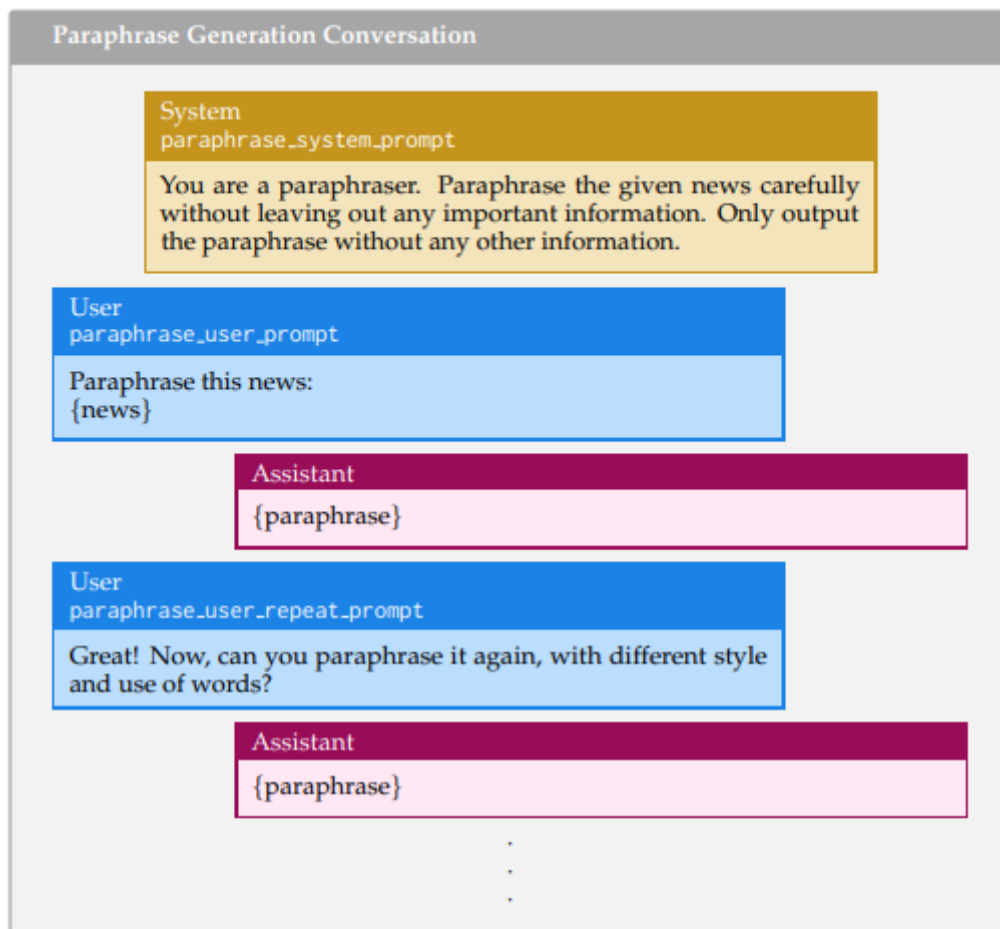 Paraphrase Generation Conversation
System
paraphrase_system_prompt
You are a paraphraser. Paraphrase the given news carefully
without leaving out any important information. Only output
the paraphrase without any other information.
User
paraphrase_user_prompt
Paraphrase this news:
{news}
Assistant
{paraphrase}
User
paraphrase_user_repeat_prompt
Great! Now, can you paraphrase it again, with different style
and use of words?
Assistant
{paraphrase}
.
.
.